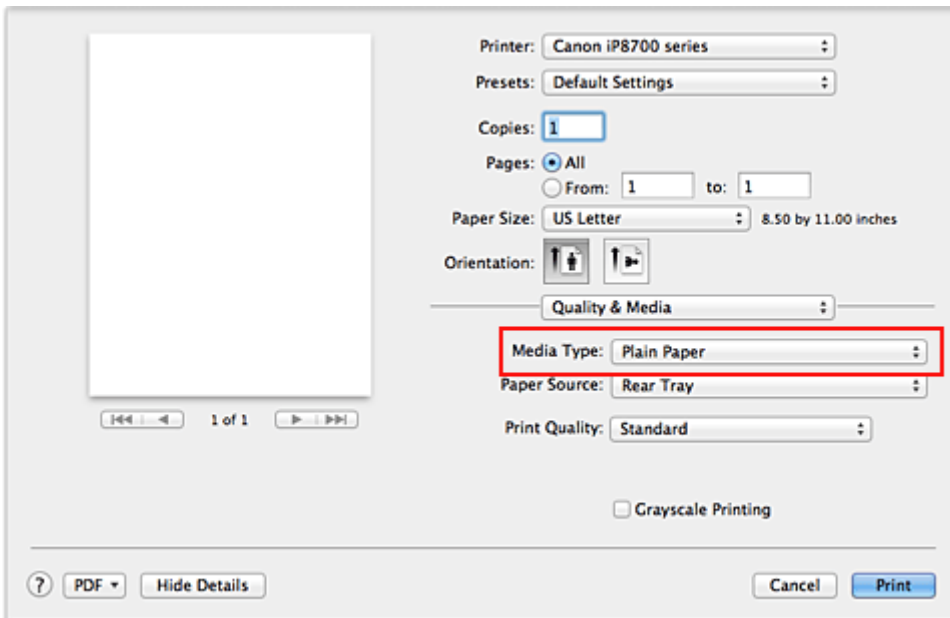 Printer: Canon iP8700 series
Presets: Default Settings
Copies: 1
Pages: All
From: 1 to: 1
Paper Size: US Letter 8.50 by 11.00 inches
Orientation:
Quality & Media
Media Type: Plain Paper
Paper Source: Rear Tray
1 of 1
Print Quality: Standard
Grayscale Printing
? PDF Hide Details Cancel Print